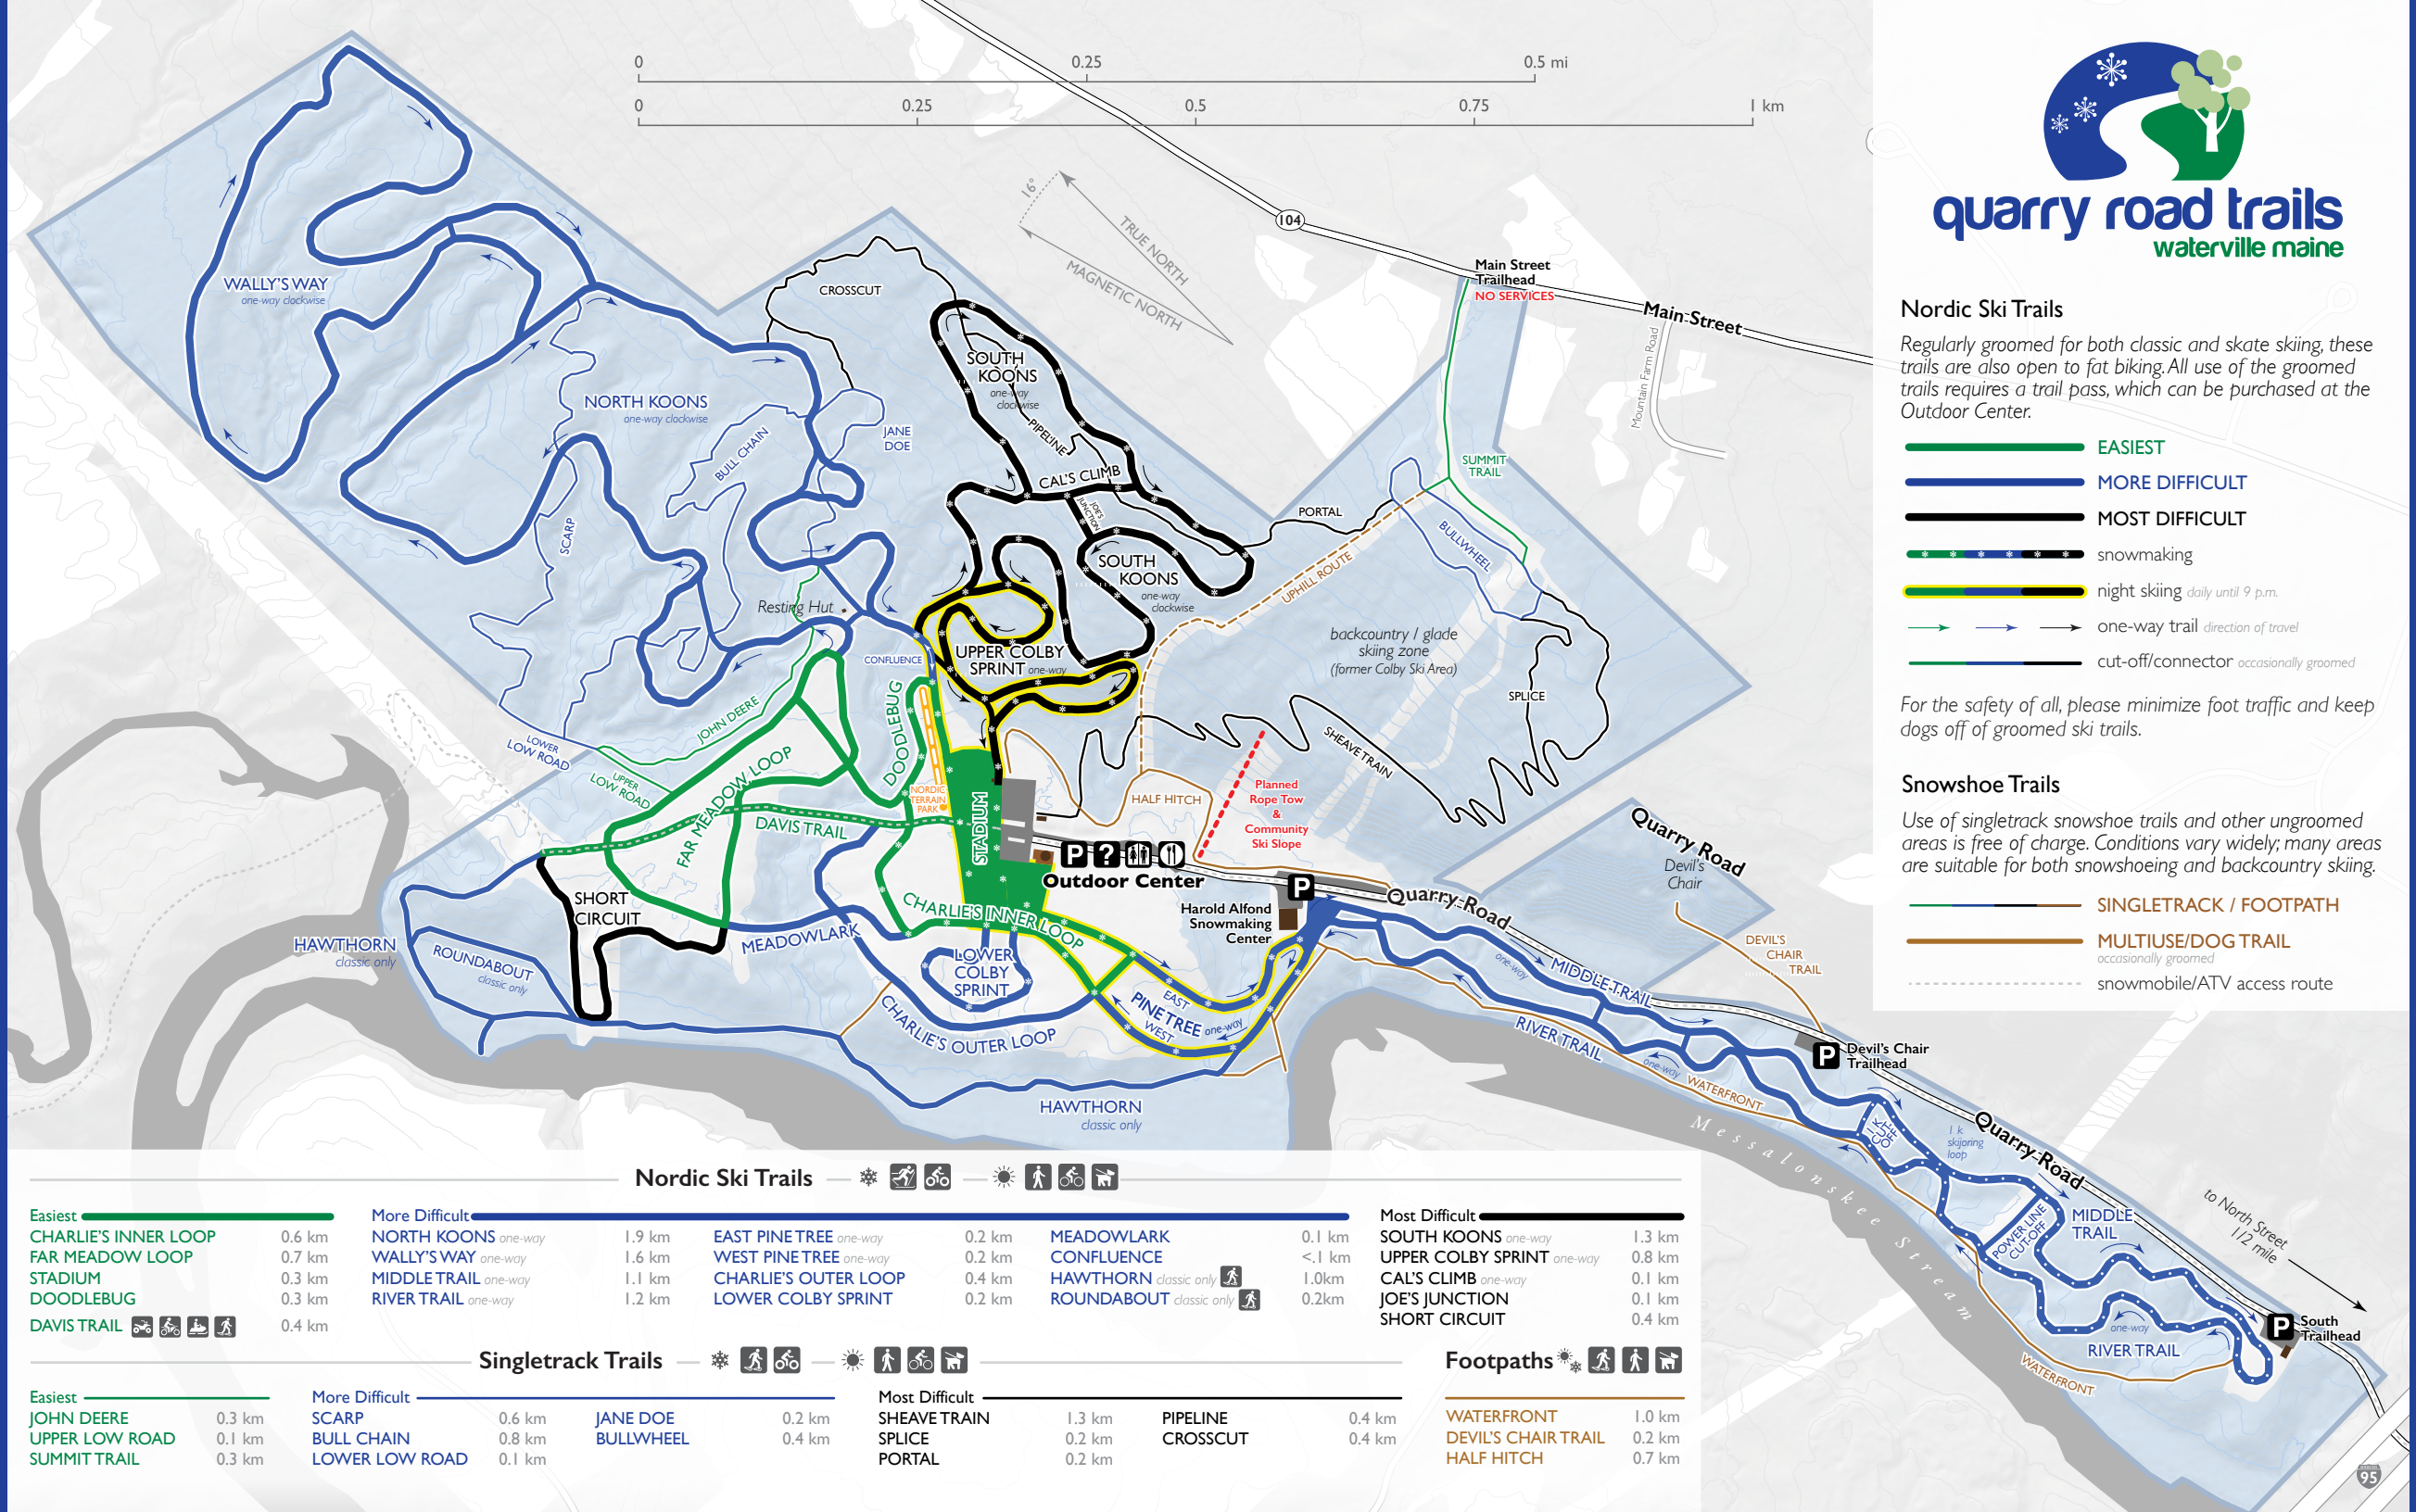 0 0.25 0.5 mi
0 0.25 0.5 0.75 1 km
16°
TRUE NORTH
MAGNETIC NORTH
104
Main Street
Trailhead
NO SERVICES
Main Street
Mountain Farm Road
quarry road trails
waterville maine
Nordic Ski Trails
Regularly groomed for both classic and skate skiing, these
trails are also open to fat biking. All use of the groomed
trails requires a trail pass, which can be purchased at the
Outdoor Center.
EASIEST
MORE DIFFICULT
MOST DIFFICULT
snowmaking
night skiing daily until 9 p.m.
one-way trail direction of travel
cut-off/connector occasionally groomed
For the safety of all, please minimize foot traffic and keep
dogs off of groomed ski trails.
Snowshoe Trails
Use of singletrack snowshoe trails and other ungroomed
areas is free of charge. Conditions vary widely; many areas
are suitable for both snowshoeing and backcountry skiing.
SINGLETRACK / FOOTPATH
MULTIUSE/DOG TRAIL
occasionally groomed
snowmobile/ATV access route
WALLY'S WAY
one-way clockwise
CROSSCUT
NORTH KOONS
one-way clockwise
JANE
DOE
BULL CHAIN
SCARP
SOUTH
KOONS
one-way
clockwise
PIPELINE
CAL'S CLIMB
JOE'S
JUNCTION
SOUTH
KOONS
one-way
clockwise
PORTAL
SUMMIT
TRAIL
BULLWHEEL
UPHILL ROUTE
Resting Hut
CONFLUENCE
UPPER COLBY
SPRINT one-way
backcountry / glade
skiing zone
(former Colby Ski Area)
SPLICE
SHEAVE TRAIN
JOHN DEERE
LOWER
LOW ROAD
UPPER
LOW ROAD
FAR MEADOW LOOP
DOODLEBUG
NORDIC
TERRAIN
PARK
DAVIS TRAIL
STADIUM
HALF HITCH
Planned
Rope Tow
&
Community
Ski Slope
P ?
Outdoor Center
P
Harold Alfond
Snowmaking
Center
Quarry Road
Quarry Road
Devil's
Chair
DEVIL'S
CHAIR
TRAIL
SHORT
CIRCUIT
HAWTHORN
classic only
ROUNDABOUT
classic only
MEADOWLARK
CHARLIE'S INNER LOOP
LOWER
COLBY
SPRINT
CHARLIE'S OUTER LOOP
EAST
PINE TREE one-way
WEST
HAWTHORN
classic only
one-way
MIDDLE TRAIL
RIVER TRAIL
one-way
WATERFRONT
P
Devil's Chair
Trailhead
1 K
CUT
OFF
1 k
skijoring
loop
Quarry Road
Messalonskee Stream
POWER LINE
CUT-OFF
MIDDLE
TRAIL
to North Street
1/2 mile
one-way
RIVER TRAIL
WATERFRONT
P
South
Trailhead
95
Nordic Ski Trails
Easiest
CHARLIE'S INNER LOOP 0.6 km
FAR MEADOW LOOP 0.7 km
STADIUM 0.3 km
DOODLEBUG 0.3 km
DAVIS TRAIL 0.4 km
More Difficult
NORTH KOONS one-way 1.9 km
WALLY'S WAY one-way 1.6 km
MIDDLE TRAIL one-way 1.1 km
RIVER TRAIL one-way 1.2 km
EAST PINE TREE one-way 0.2 km
WEST PINE TREE one-way 0.2 km
CHARLIE'S OUTER LOOP 0.4 km
LOWER COLBY SPRINT 0.2 km
MEADOWLARK 0.1 km
CONFLUENCE <.1 km
HAWTHORN classic only 1.0km
ROUNDABOUT classic only 0.2km
Most Difficult
SOUTH KOONS one-way 1.3 km
UPPER COLBY SPRINT one-way 0.8 km
CAL'S CLIMB one-way 0.1 km
JOE'S JUNCTION 0.1 km
SHORT CIRCUIT 0.4 km
Singletrack Trails
Easiest
JOHN DEERE 0.3 km
UPPER LOW ROAD 0.1 km
SUMMIT TRAIL 0.3 km
More Difficult
SCARP 0.6 km
BULL CHAIN 0.8 km
LOWER LOW ROAD 0.1 km
JANE DOE 0.2 km
BULLWHEEL 0.4 km
Most Difficult
SHEAVE TRAIN 1.3 km
SPLICE 0.2 km
PORTAL 0.2 km
PIPELINE 0.4 km
CROSSCUT 0.4 km
Footpaths
WATERFRONT 1.0 km
DEVIL'S CHAIR TRAIL 0.2 km
HALF HITCH 0.7 km